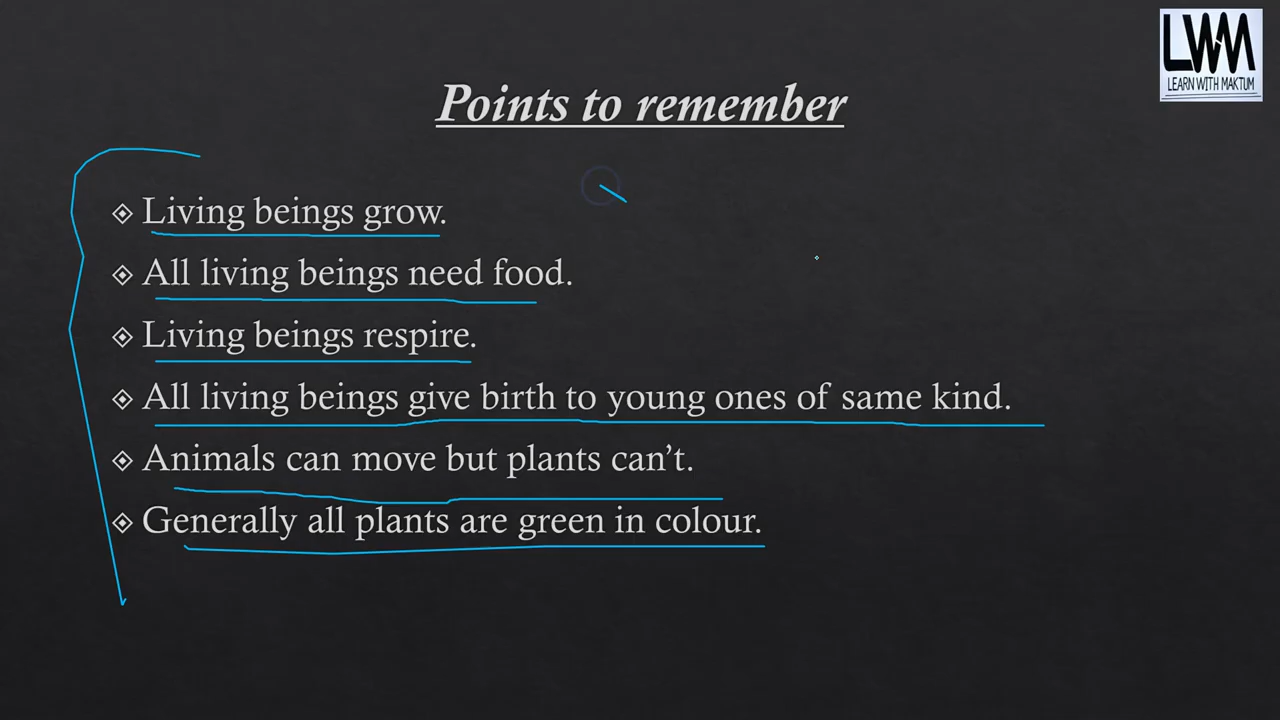 LWM
LEARN WITH MAKTUM
Points to remember
Living beings grow.
All living beings need food.
Living beings respire.
All living beings give birth to young ones of same kind.
Animals can move but plants can’t.
Generally all plants are green in colour.